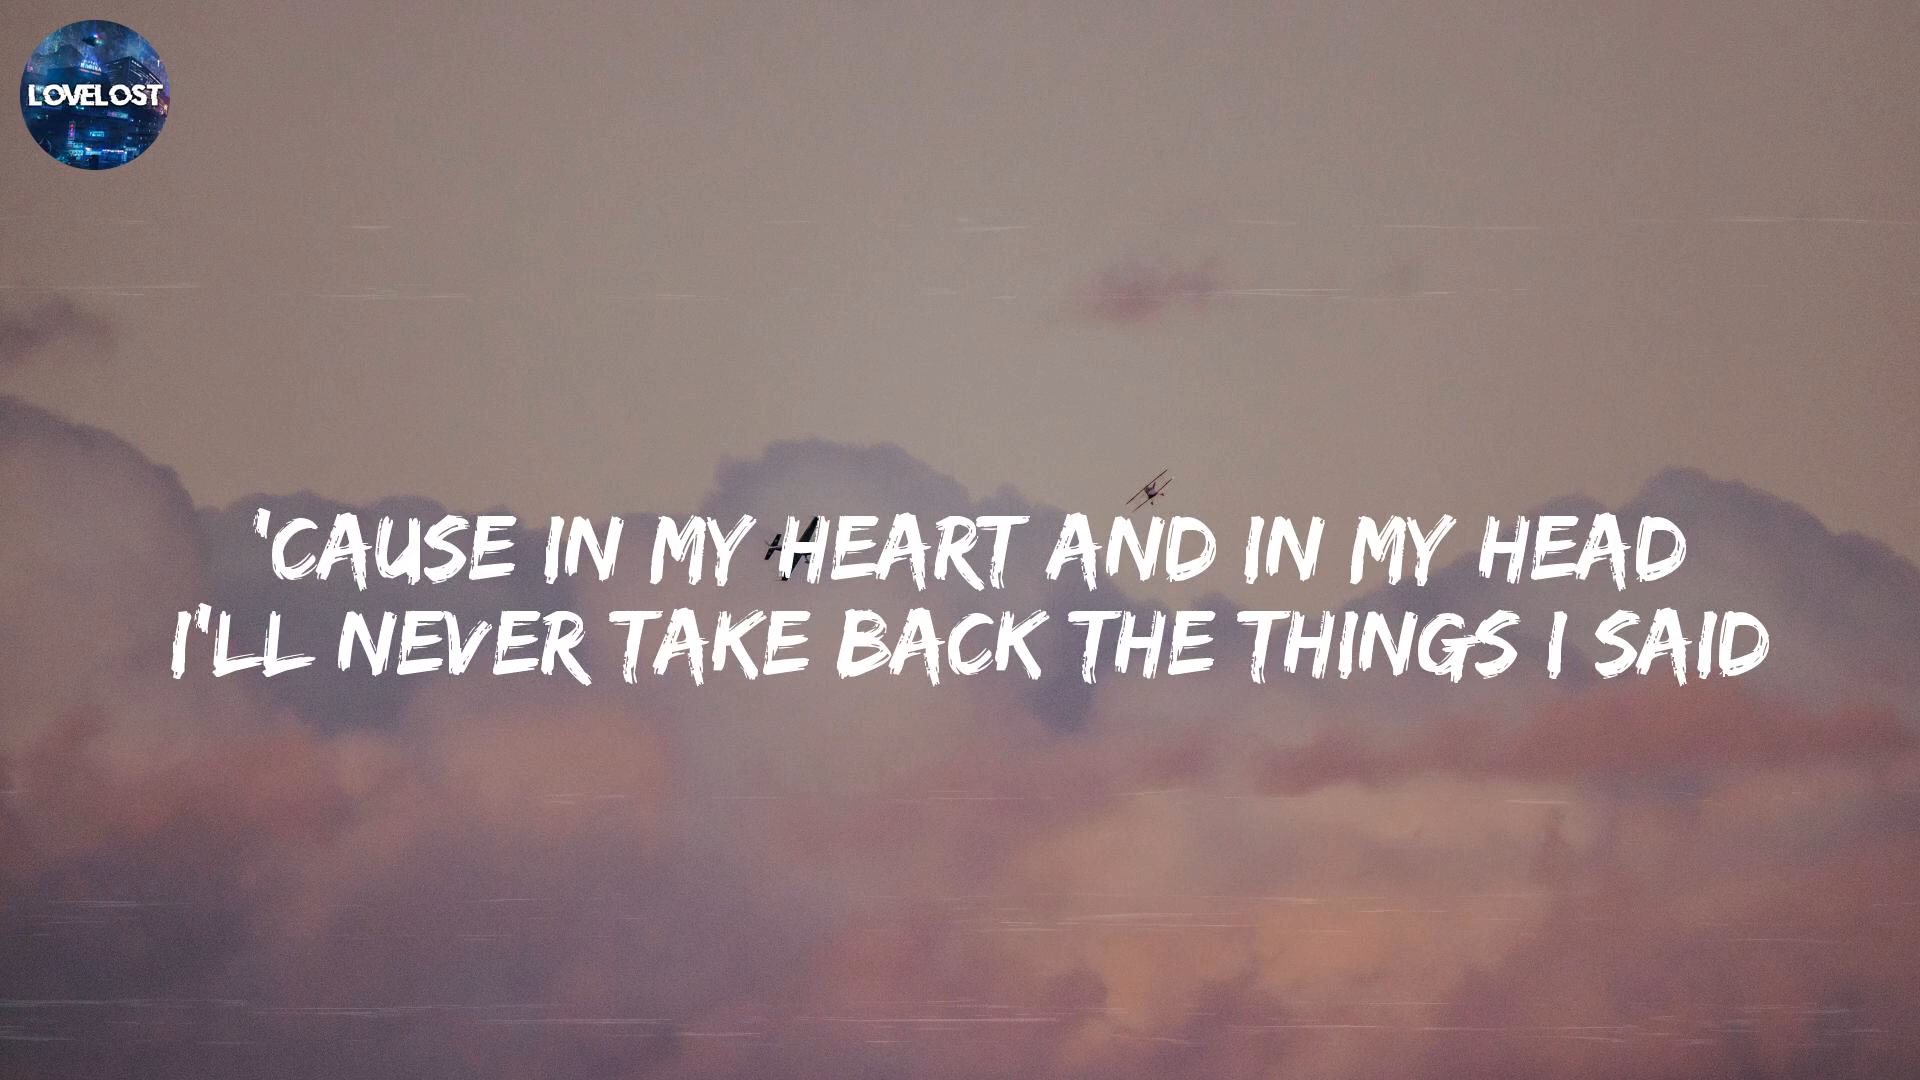 LOVELOST
'CAUSE IN MY HEART AND IN MY HEAD
I'LL NEVER TAKE BACK THE THINGS I SAID